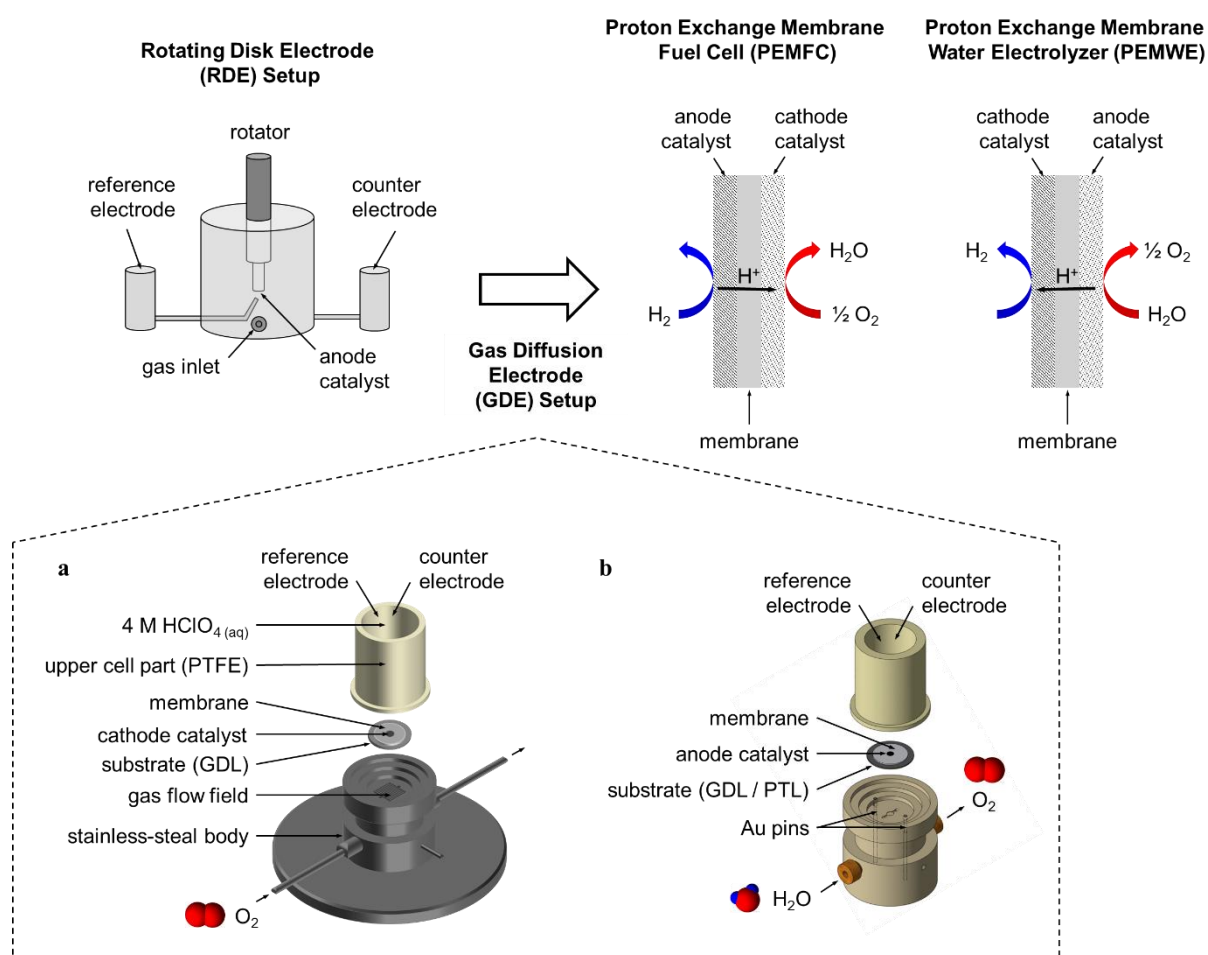 Rotating Disk Electrode
(RDE) Setup
rotator
reference
electrode
counter
electrode
gas inlet
anode
catalyst
Gas Diffusion
Electrode
(GDE) Setup
Proton Exchange Membrane
Fuel Cell (PEMFC)
anode
catalyst
cathode
catalyst
H₂O
H⁺
H₂
½ O₂
membrane
Proton Exchange Membrane
Water Electrolyzer (PEMWE)
cathode
catalyst
anode
catalyst
H₂
½ O₂
H⁺
H₂O
membrane
a
reference
electrode
counter
electrode
4 M HClO₄ (aq)
upper cell part (PTFE)
membrane
cathode catalyst
substrate (GDL)
gas flow field
stainless-steal body
O₂
b
reference
electrode
counter
electrode
membrane
anode catalyst
substrate (GDL / PTL)
O₂
Au pins
H₂O